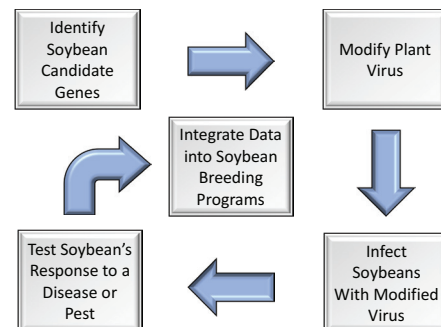 Identify
Soybean
Candidate
Genes
Modify Plant
Virus
Infect
Soybeans
With Modified
Virus
Test Soybean's
Response to a
Disease or
Pest
Integrate Data
into Soybean
Breeding
Programs